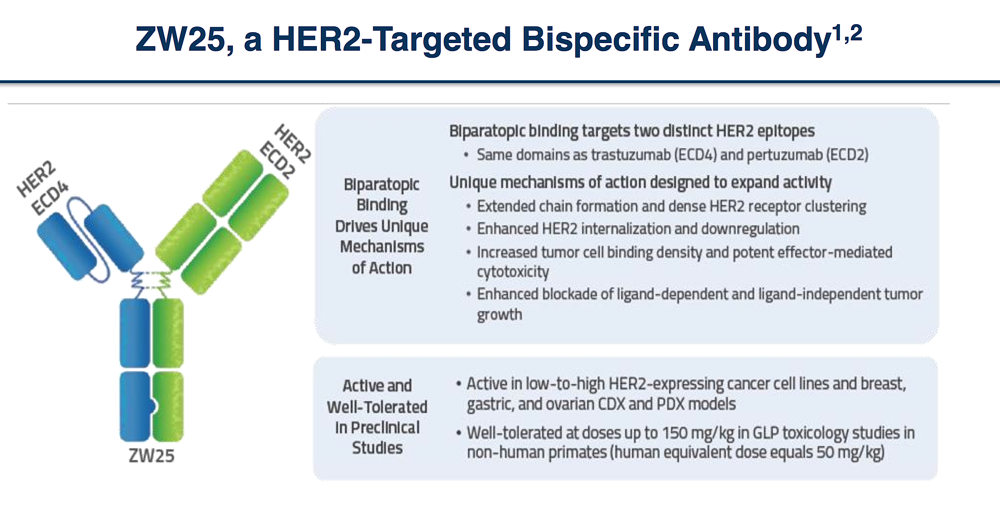 ZW25, a HER2-Targeted Bispecific Antibody1,2
HER2
ECD4
HER2
ECD2
ZW25
Biparatopic
Binding
Drives Unique
Mechanisms
of Action
Biparatopic binding targets two distinct HER2 epitopes
• Same domains as trastuzumab (ECD4) and pertuzumab (ECD2)
Unique mechanisms of action designed to expand activity
• Extended chain formation and dense HER2 receptor clustering
• Enhanced HER2 internalization and downregulation
• Increased tumor cell binding density and potent effector-mediated
cytotoxicity
• Enhanced blockade of ligand-dependent and ligand-independent tumor
growth
Active and
Well-Tolerated
in Preclinical
Studies
• Active in low-to-high HER2-expressing cancer cell lines and breast,
gastric, and ovarian CDX and PDX models
• Well-tolerated at doses up to 150 mg/kg in GLP toxicology studies in
non-human primates (human equivalent dose equals 50 mg/kg)